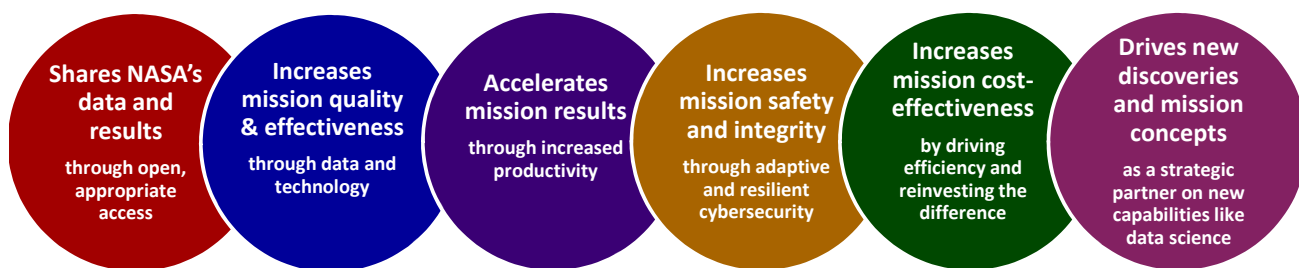 Shares NASA's
data and
results
through open,
appropriate
access
Increases
mission quality
& effectiveness
through data and
technology
Accelerates
mission results
through increased
productivity
Increases
mission safety
and integrity
through adaptive
and resilient
cybersecurity
Increases
mission cost-
effectiveness
by driving
efficiency and
reinvesting the
difference
Drives new
discoveries
and mission
concepts
as a strategic
partner on new
capabilities like
data science